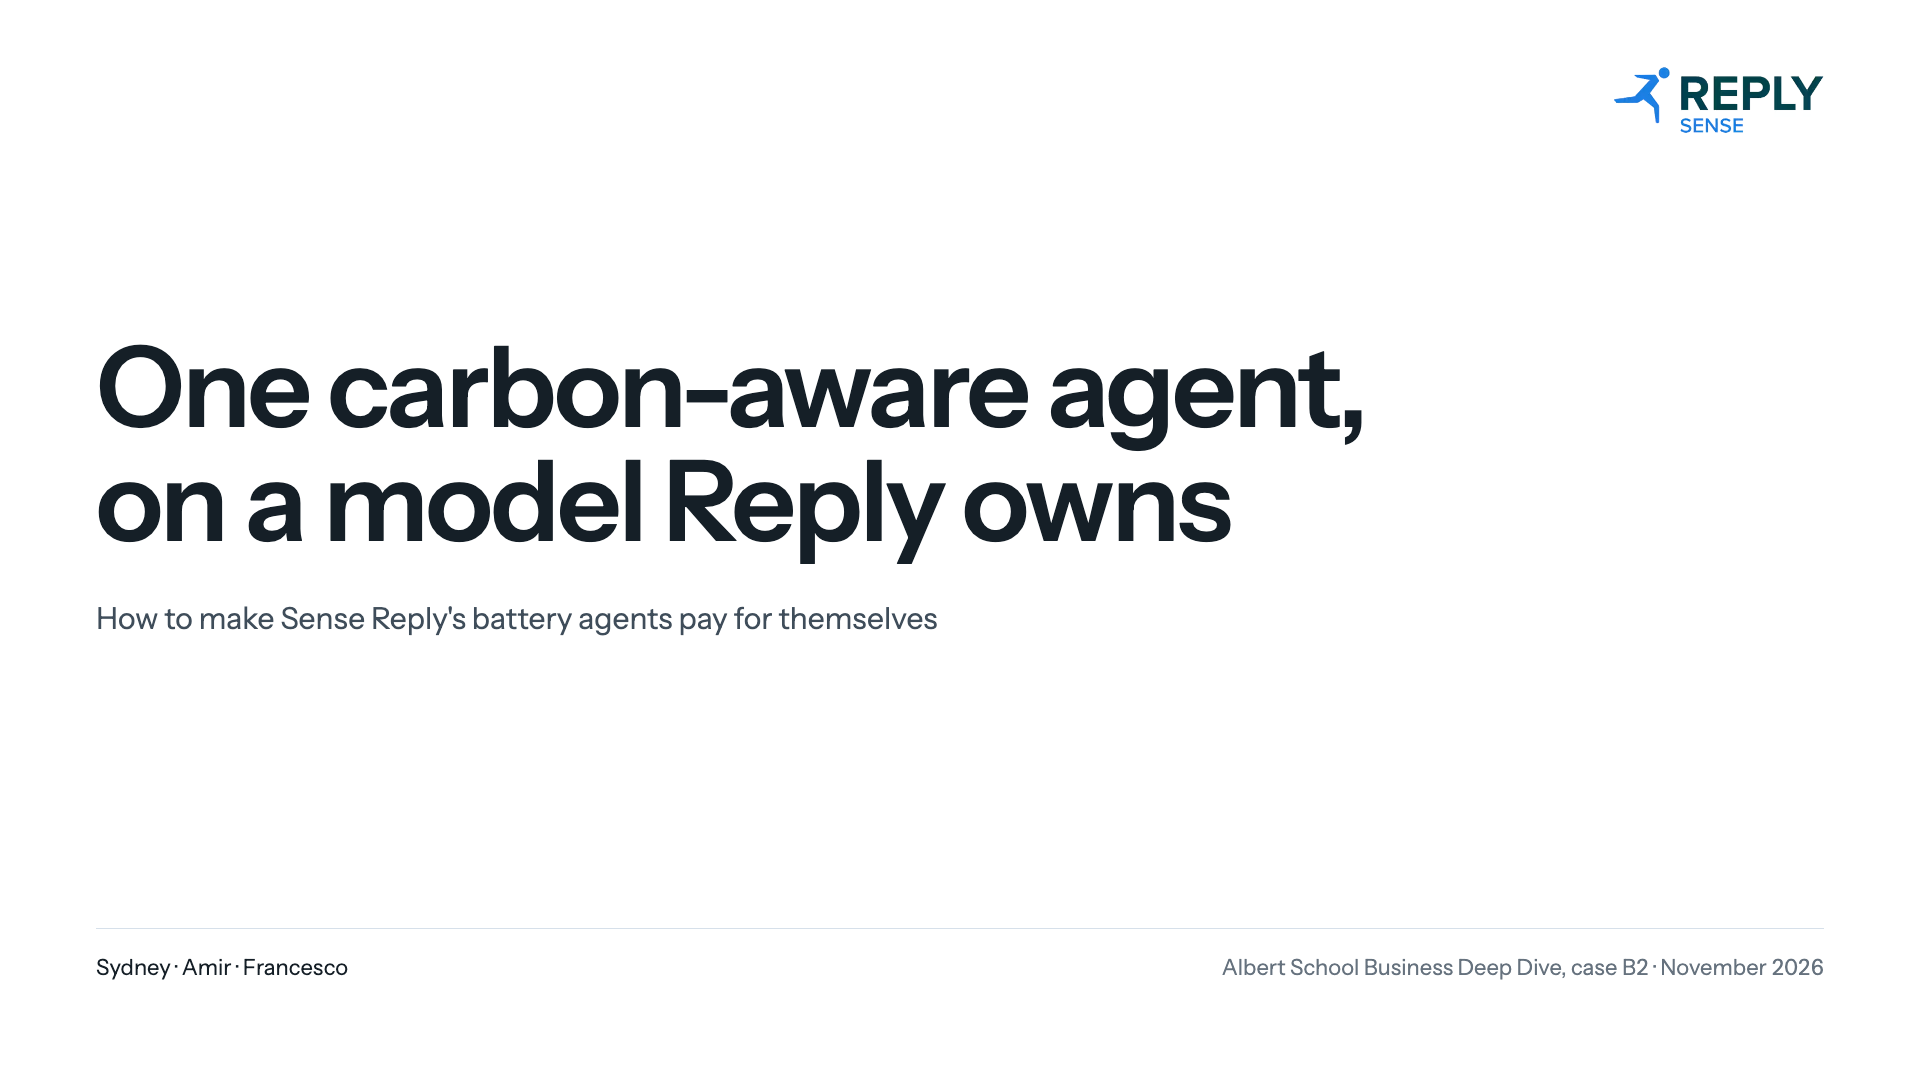 REPLY
SENSE
One carbon-aware agent,
on a model Reply owns
How to make Sense Reply's battery agents pay for themselves
Sydney · Amir · Francesco
Albert School Business Deep Dive, case B2 · November 2026